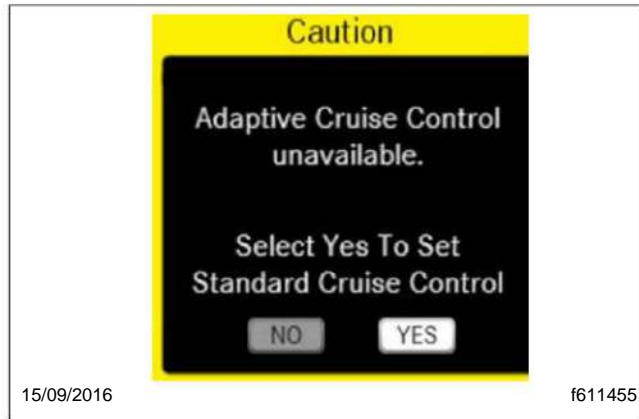 Caution
Adaptive Cruise Control
unavailable.
Select Yes To Set
Standard Cruise Control
NO
YES
15/09/2016
f611455